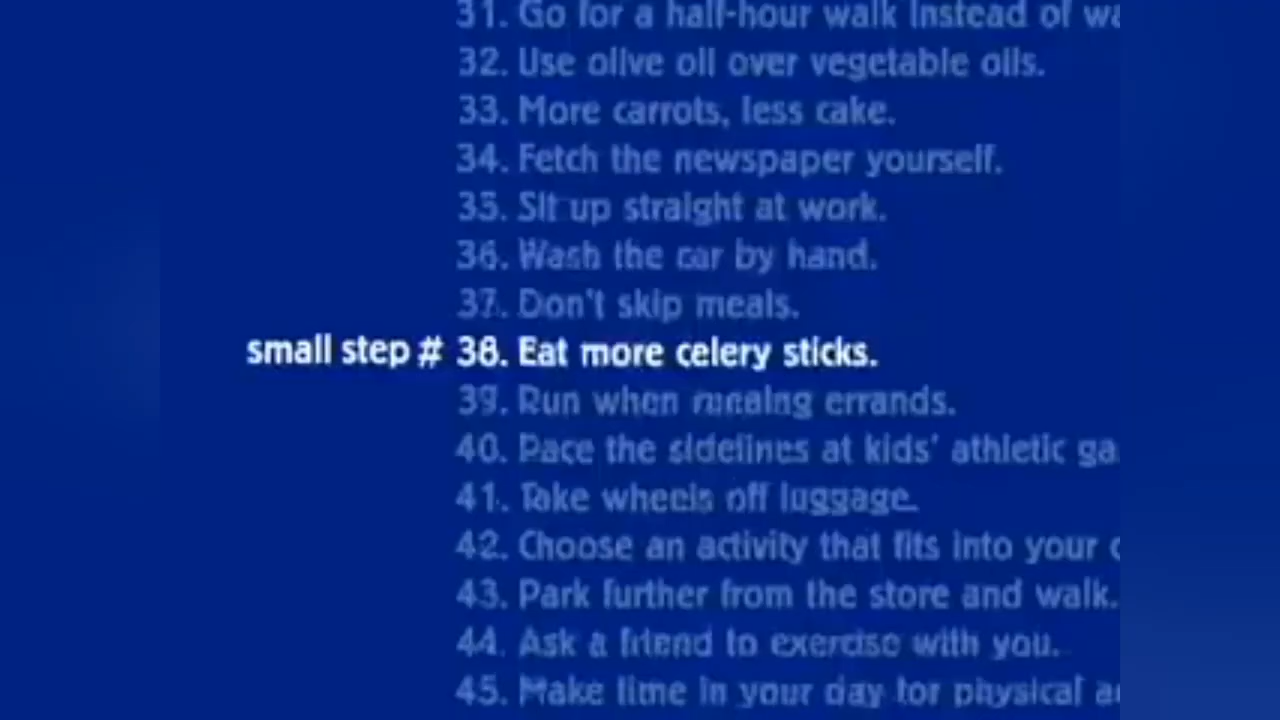 31. Go for a half-hour walk instead of wa
32. Use olive oil over vegetable oils.
33. More carrots, less cake.
34. Fetch the newspaper yourself.
35. Sit up straight at work.
36. Wash the car by hand.
37. Don't skip meals.
small step # 38. Eat more celery sticks.
39. Run when running errands.
40. Pace the sidelines at kids' athletic ga
41. Take wheels off luggage.
42. Choose an activity that fits into your
43. Park further from the store and walk.
44. Ask a friend to exercise with you.
45. Make time in your day for physical a